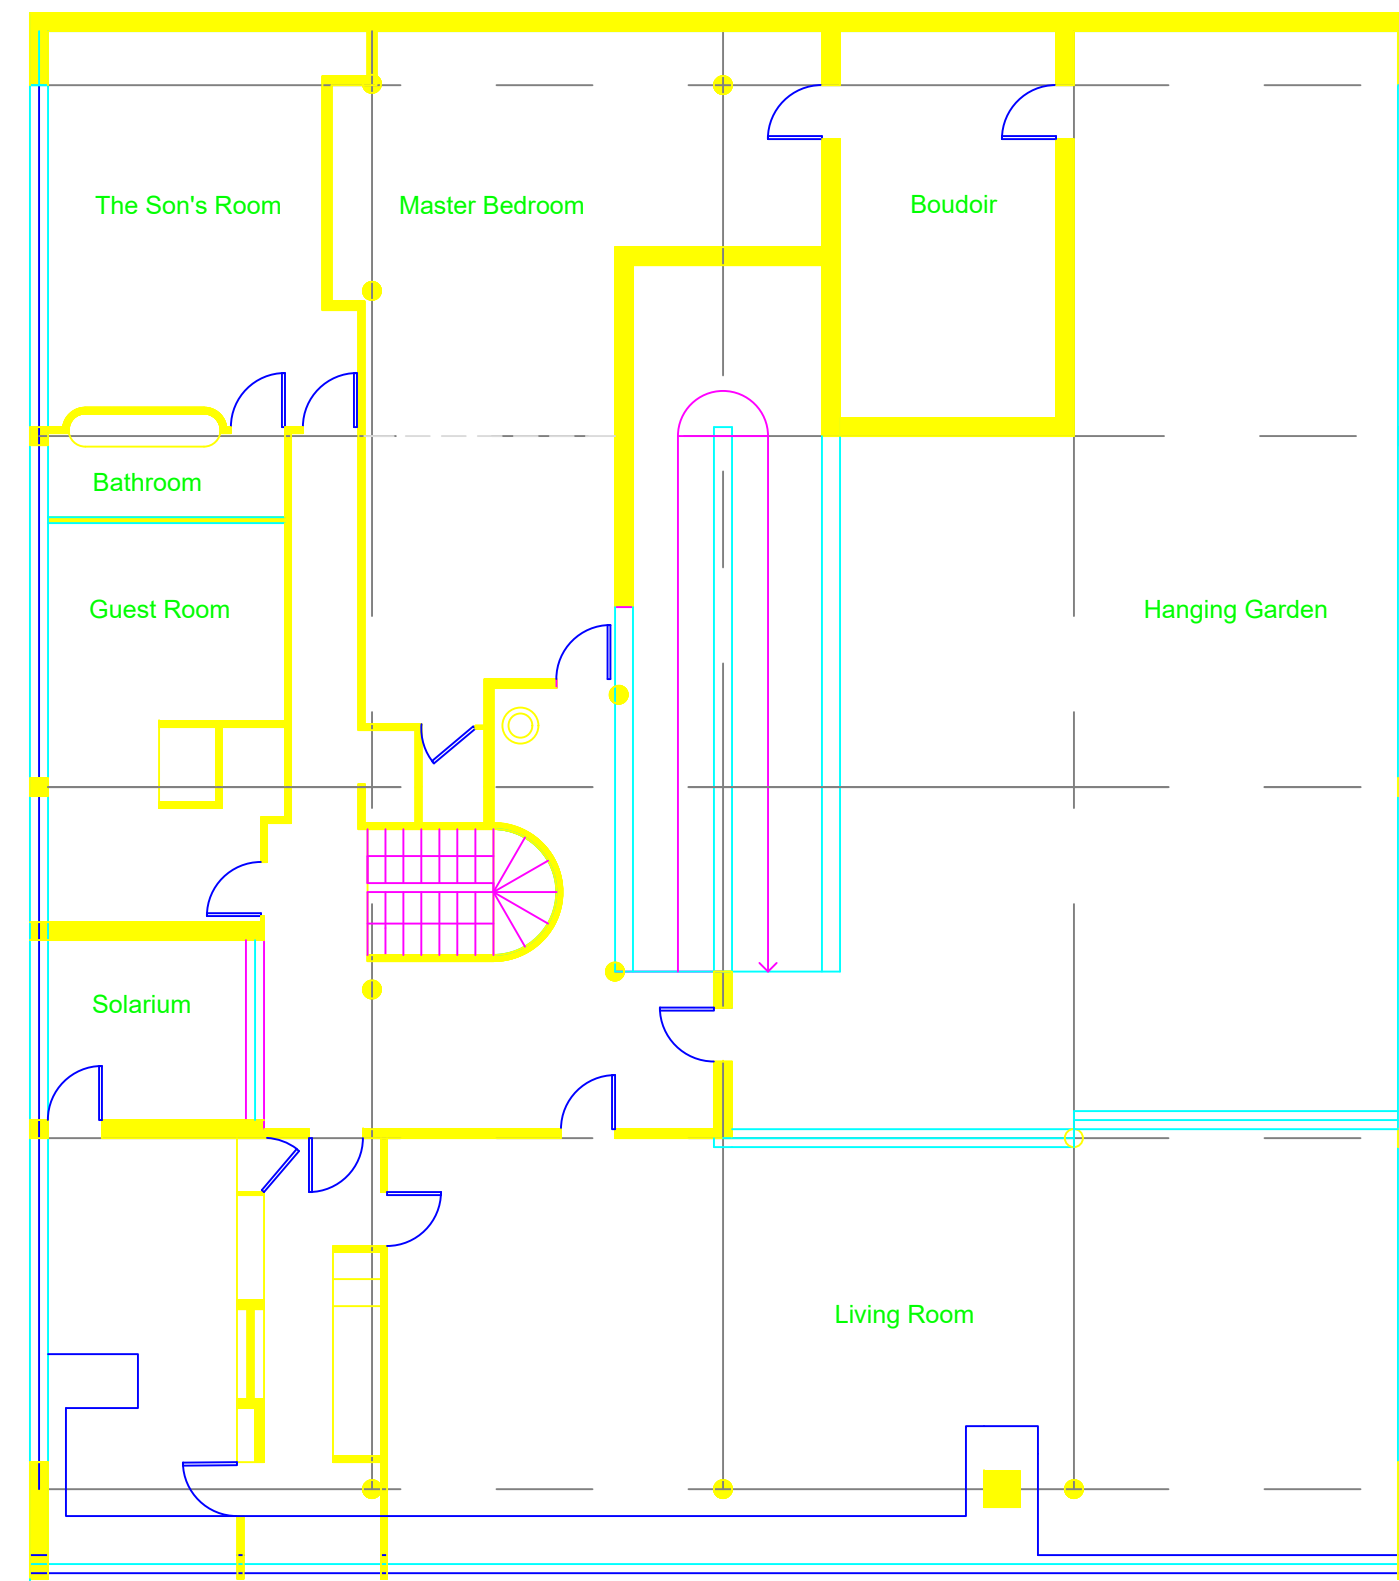 The Son's Room
Master Bedroom
Boudoir
Bathroom
Guest Room
Hanging Garden
Solarium
Living Room